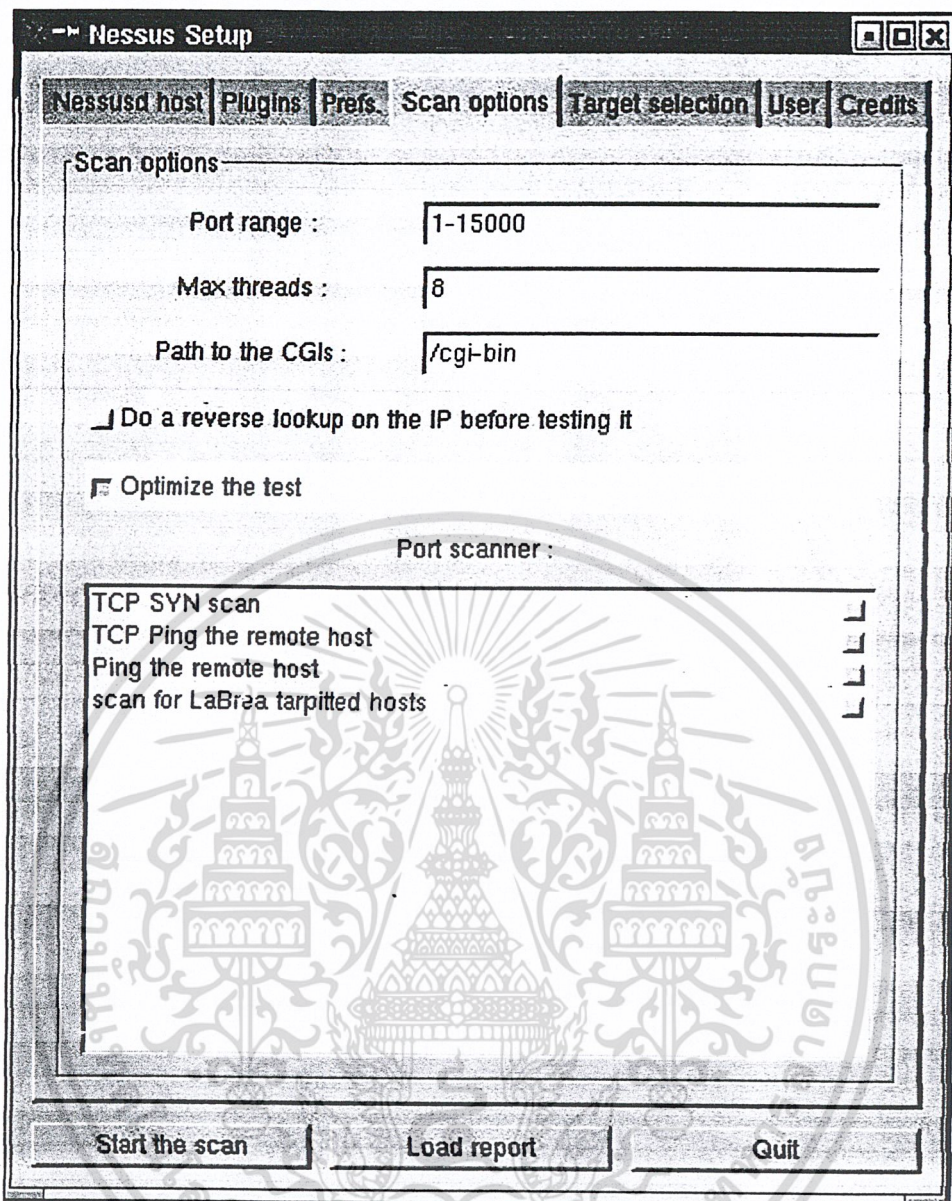 Nessus Setup
Nessusd host Plugins Prefs. Scan options Target selection User Credits
Scan options
Port range :
1-15000
Max threads :
8
Path to the CGIs :
/cgi-bin
Do a reverse lookup on the IP before testing it
Optimize the test
Port scanner :
TCP SYN scan
TCP Ping the remote host
Ping the remote host
scan for LaBrea tarpitted hosts
Start the scan Load report Quit